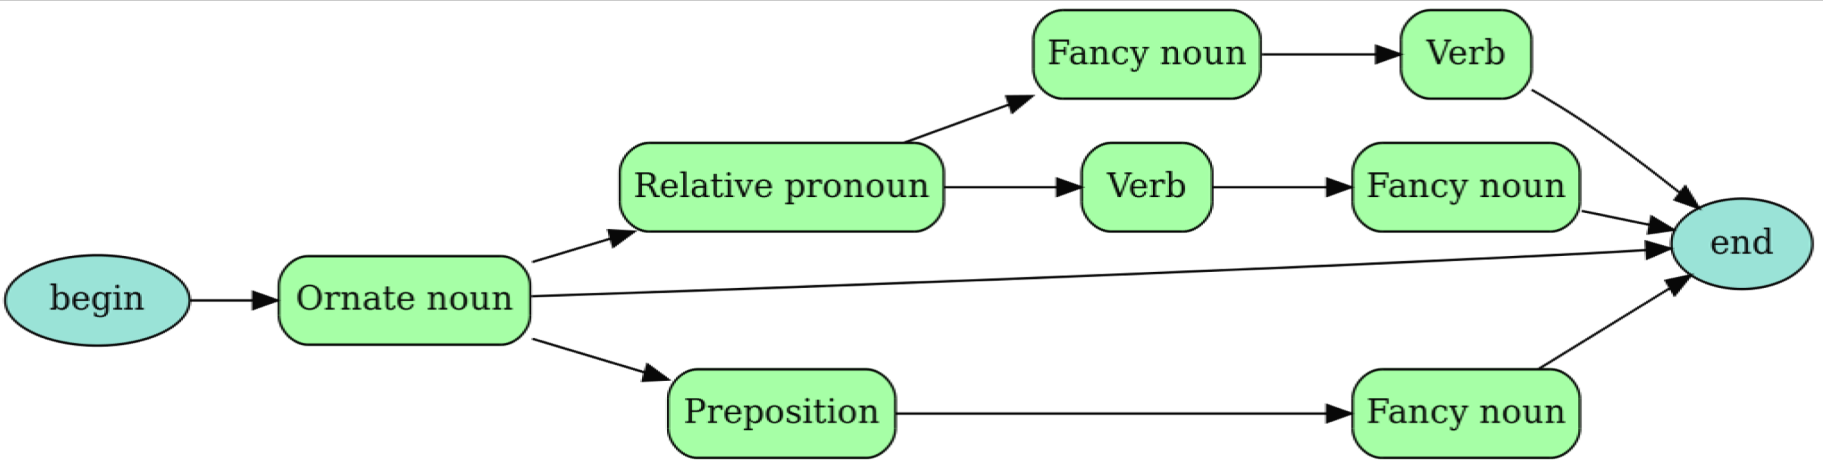 Fancy noun
Verb
Relative pronoun
Verb
Fancy noun
end
begin
Ornate noun
Preposition
Fancy noun